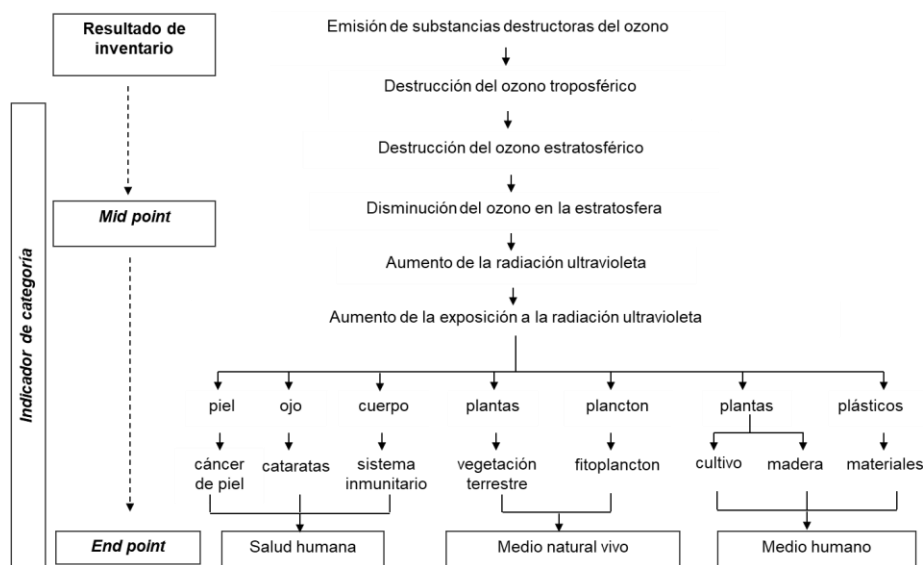 Resultado de
inventario
Emisión de substancias destructoras del ozono
Destrucción del ozono troposférico
Destrucción del ozono estratosférico
Mid point
Disminución del ozono en la estratosfera
Indicador de categoría
Aumento de la radiación ultravioleta
Aumento de la exposición a la radiación ultravioleta
piel ojo cuerpo plantas plancton plantas plásticos
cáncer
de piel
cataratas
sistema
inmunitario
vegetación
terrestre
fitoplancton
cultivo madera materiales
End point
Salud humana
Medio natural vivo
Medio humano